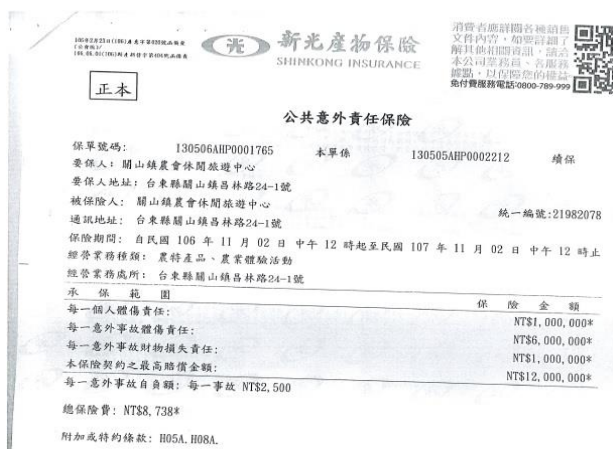 新光產物保險
SHINKONG INSURANCE
消費者應詳閱各種銷售
文件內容，如要詳細了
解其他相關資訊，請洽
本公司業務員、各服務
據點，以保障您的權益
免付費服務電話:0800-789-999
正本
公共意外責任保險
保單號碼: 130506AHP0001765 本單係 130505AHP0002212 續保
要保人: 關山鎮農會休閒旅遊中心
要保人地址: 台東縣關山鎮昌林路24-1號
被保險人: 關山鎮農會休閒旅遊中心
通訊地址: 台東縣關山鎮昌林路24-1號 統一編號:21982078
保險期間: 自民國 106 年 11 月 02 日中午 12 時起至民國 107 年 11 月 02 日中午 12 時止
經營業務種類: 農特產品、農業體驗活動
經營業務處所: 台東縣關山鎮昌林路24-1號
承 保 範 圍 保 險 金 額
每一個人體傷責任: NT$1,000,000*
每一意外事故體傷責任: NT$6,000,000*
每一意外事故財物損失責任: NT$1,000,000*
本保險契約之最高賠償金額: NT$12,000,000*
每一意外事故自負額: 每一事故 NT$2,500
總保險費: NT$8,738*
附加或特約條款: H05A.H08A.